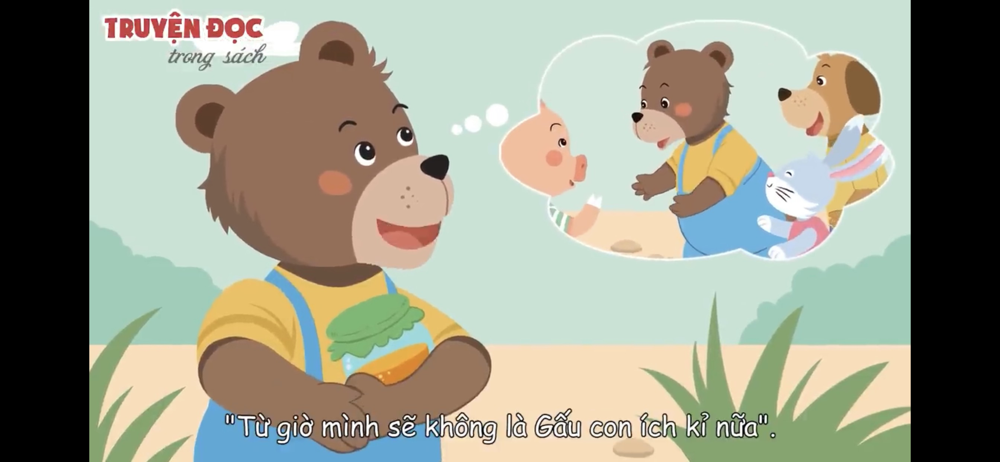 TRUYỆN ĐỌC
trong sách
"Từ giờ mình sẽ không là Gấu con ích kỉ nữa".